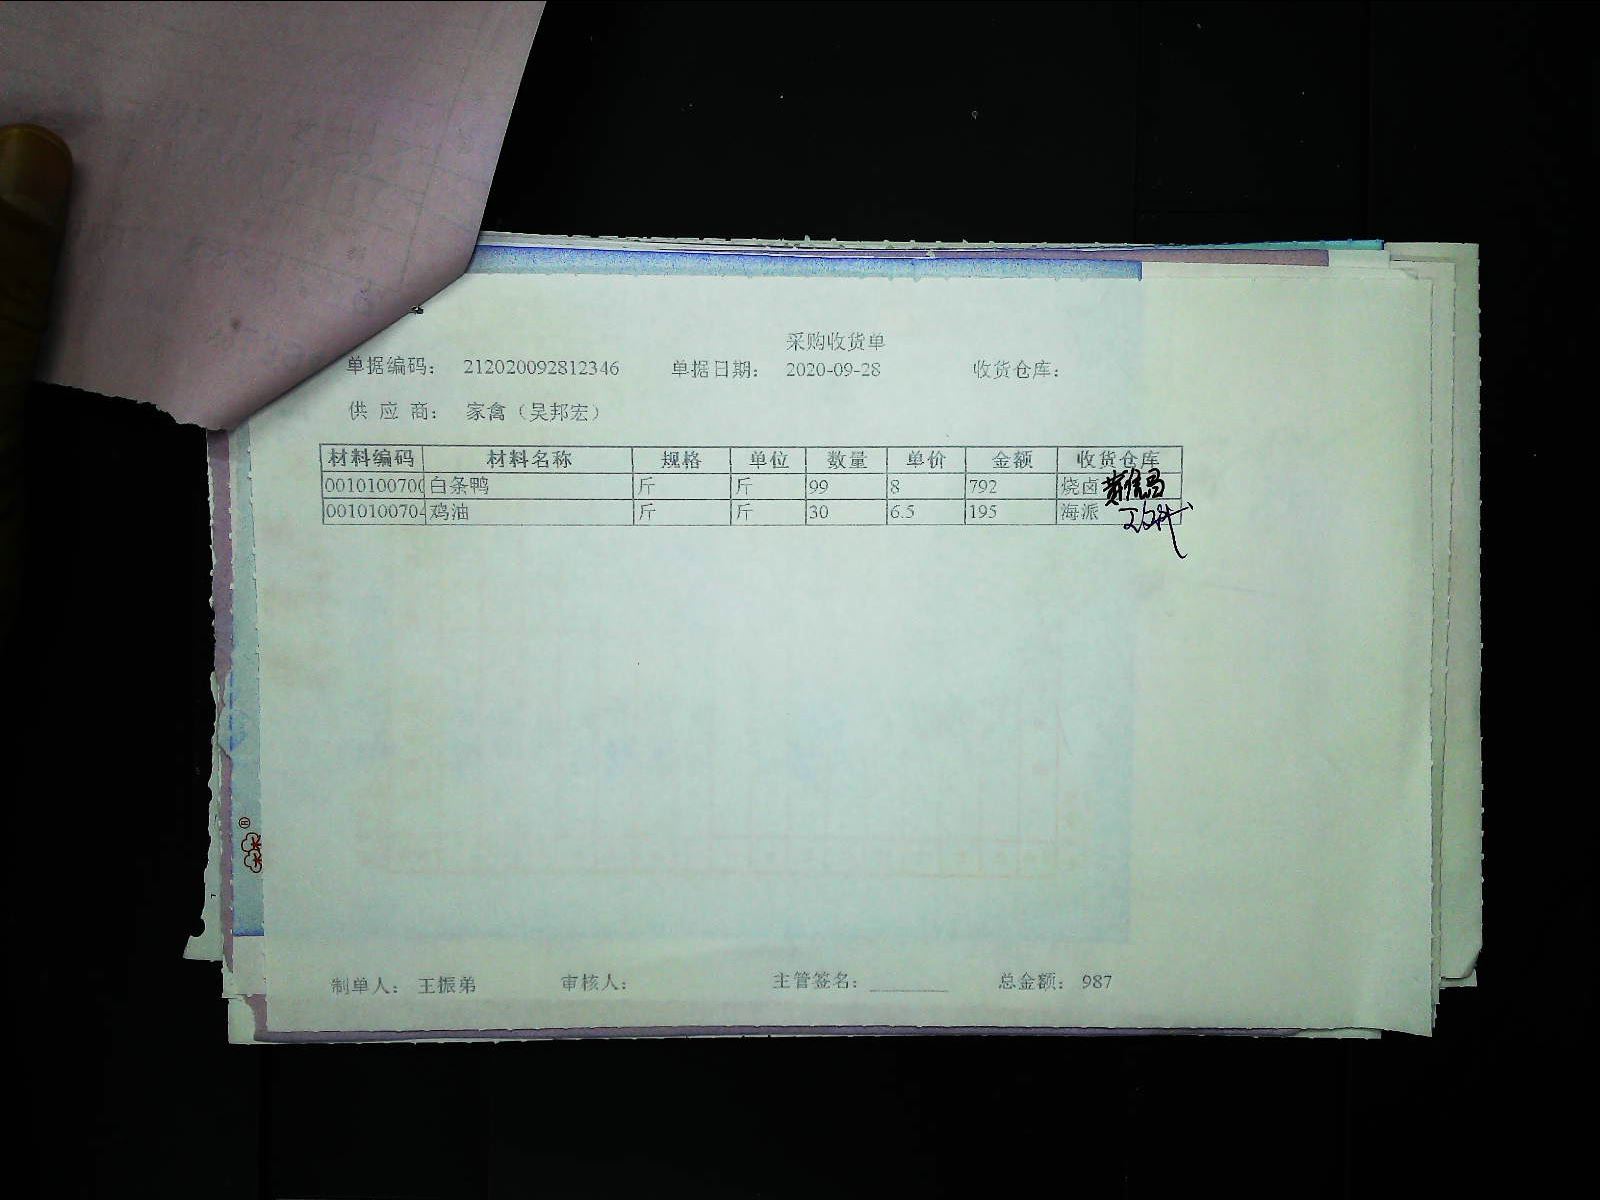 采购收货单
单据编码： 212020092812346 单据日期： 2020-09-28 收货仓库：
供 应 商： 家禽（吴邦宏）
材料编码 材料名称 规格 单位 数量 单价 金额 收货仓库
0010100700 白条鸭 斤 斤 99 8 792 烧卤
001010070 鸡油 斤 斤 30 6.5 195 海派
制单人： 王振弟 审核人： 主管签名： 总金额： 987